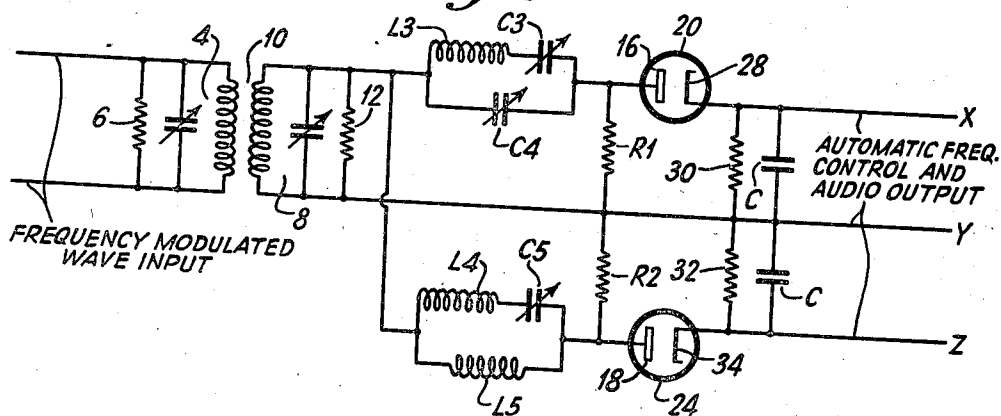 L3
C3
16
20
28
4
10
6
12
C4
R1
30
C
X
AUTOMATIC FREQ.
CONTROL AND
AUDIO OUTPUT
8
Y
FREQUENCY MODULATED
WAVE INPUT
L4
C5
R2
32
C
Z
18
34
L5
24